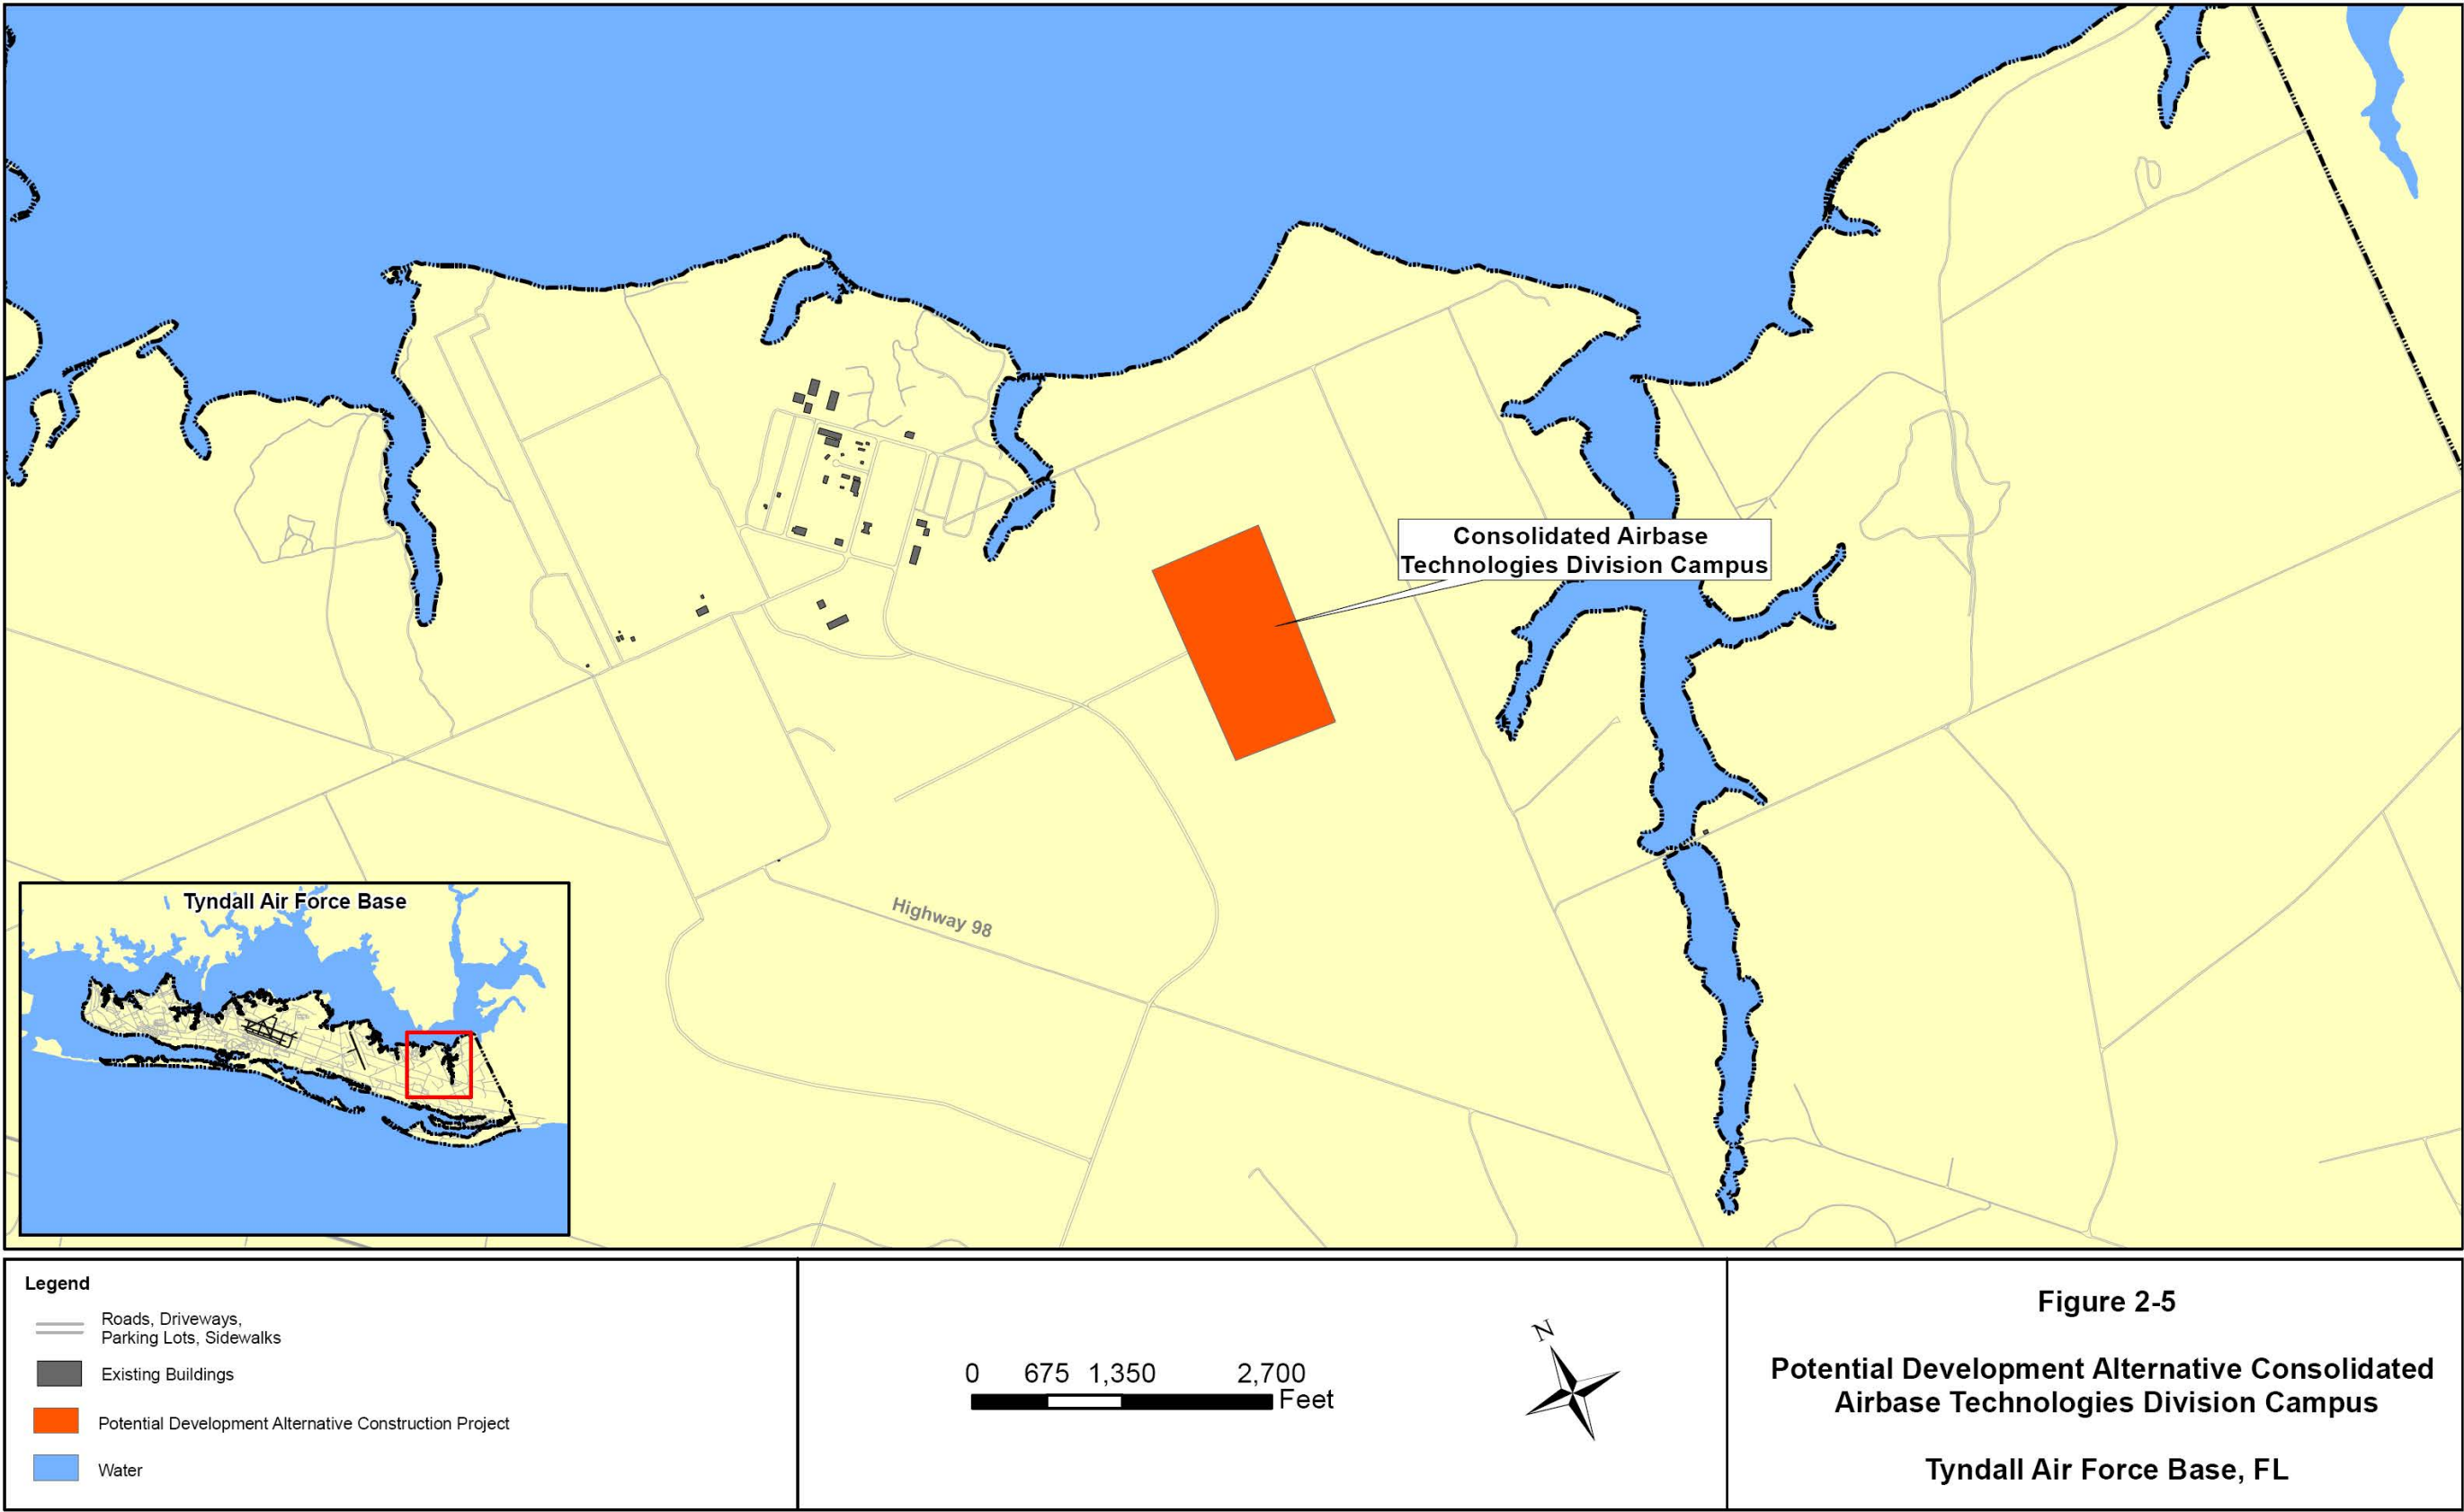 Consolidated Airbase
Technologies Division Campus
Highway 98
Tyndall Air Force Base
Legend
Roads, Driveways,
Parking Lots, Sidewalks
Existing Buildings
Potential Development Alternative Construction Project
Water
0 675 1,350 2,700
Feet
N
Figure 2-5
Potential Development Alternative Consolidated
Airbase Technologies Division Campus
Tyndall Air Force Base, FL